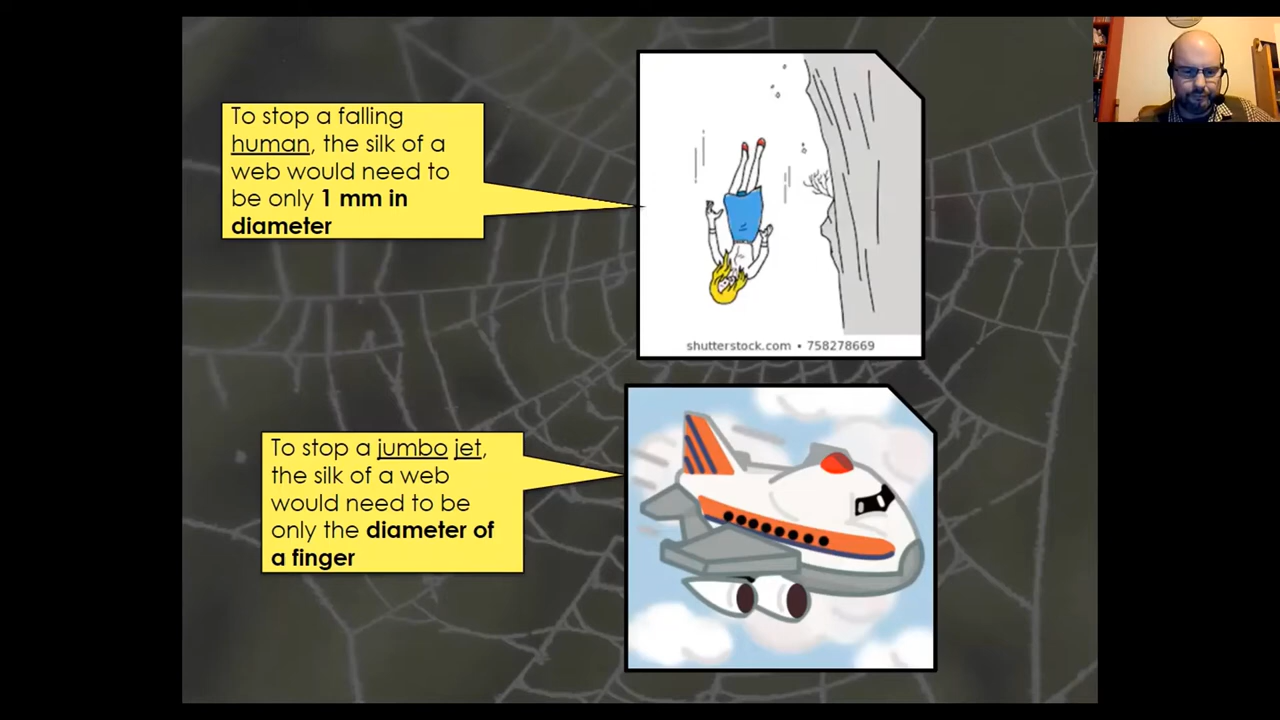 To stop a falling
human, the silk of a
web would need to
be only 1 mm in
diameter
shutterstock.com • 758278669
To stop a jumbo jet,
the silk of a web
would need to be
only the diameter of
a finger